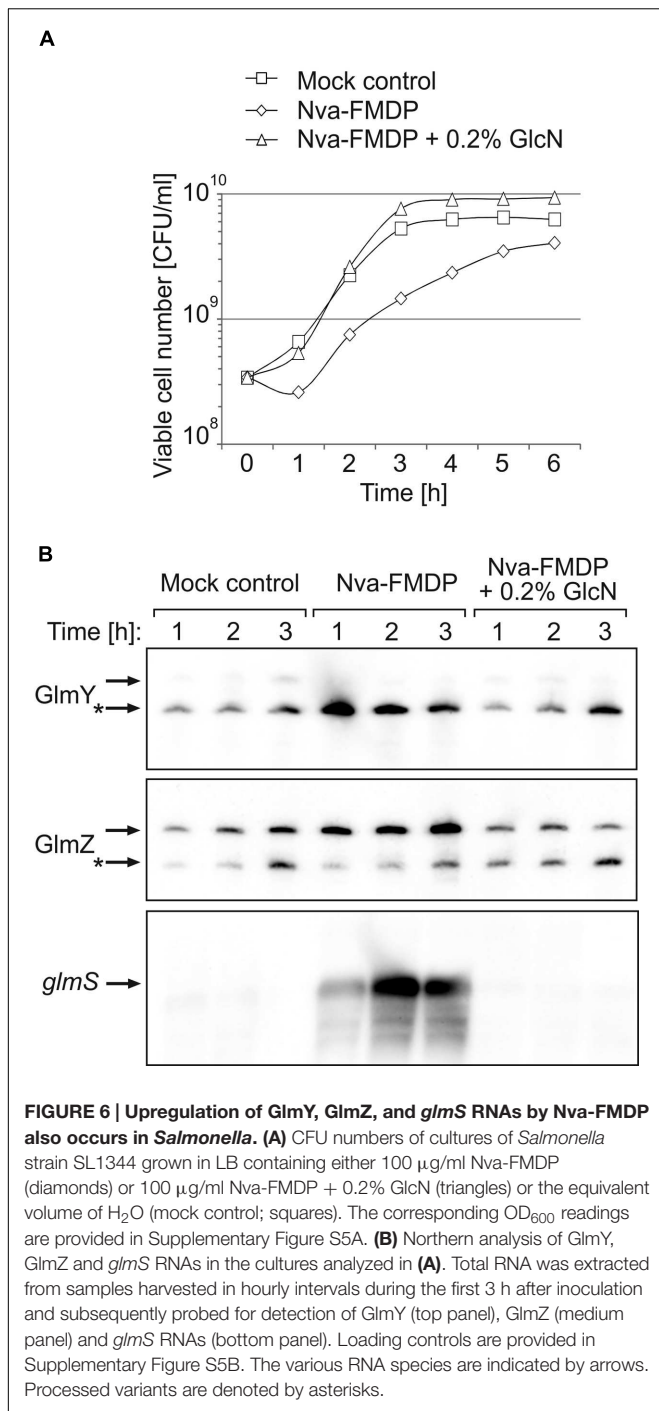 A
Mock control
Nva-FMDP
Nva-FMDP + 0.2% GlcN
Viable cell number [CFU/ml]
10^10
10^9
10^8
0 1 2 3 4 5 6
Time [h]
B
Mock control
Nva-FMDP
Nva-FMDP
+ 0.2% GlcN
Time [h]: 1 2 3 1 2 3 1 2 3
GlmY
*
GlmZ
*
glmS
FIGURE 6 | Upregulation of GlmY, GlmZ, and glmS RNAs by Nva-FMDP
also occurs in Salmonella. (A) CFU numbers of cultures of Salmonella
strain SL1344 grown in LB containing either 100 μg/ml Nva-FMDP
(diamonds) or 100 μg/ml Nva-FMDP + 0.2% GlcN (triangles) or the equivalent
volume of H₂O (mock control; squares). The corresponding OD₆₀₀ readings
are provided in Supplementary Figure S5A. (B) Northern analysis of GlmY,
GlmZ and glmS RNAs in the cultures analyzed in (A). Total RNA was extracted
from samples harvested in hourly intervals during the first 3 h after inoculation
and subsequently probed for detection of GlmY (top panel), GlmZ (medium
panel) and glmS RNAs (bottom panel). Loading controls are provided in
Supplementary Figure S5B. The various RNA species are indicated by arrows.
Processed variants are denoted by asterisks.